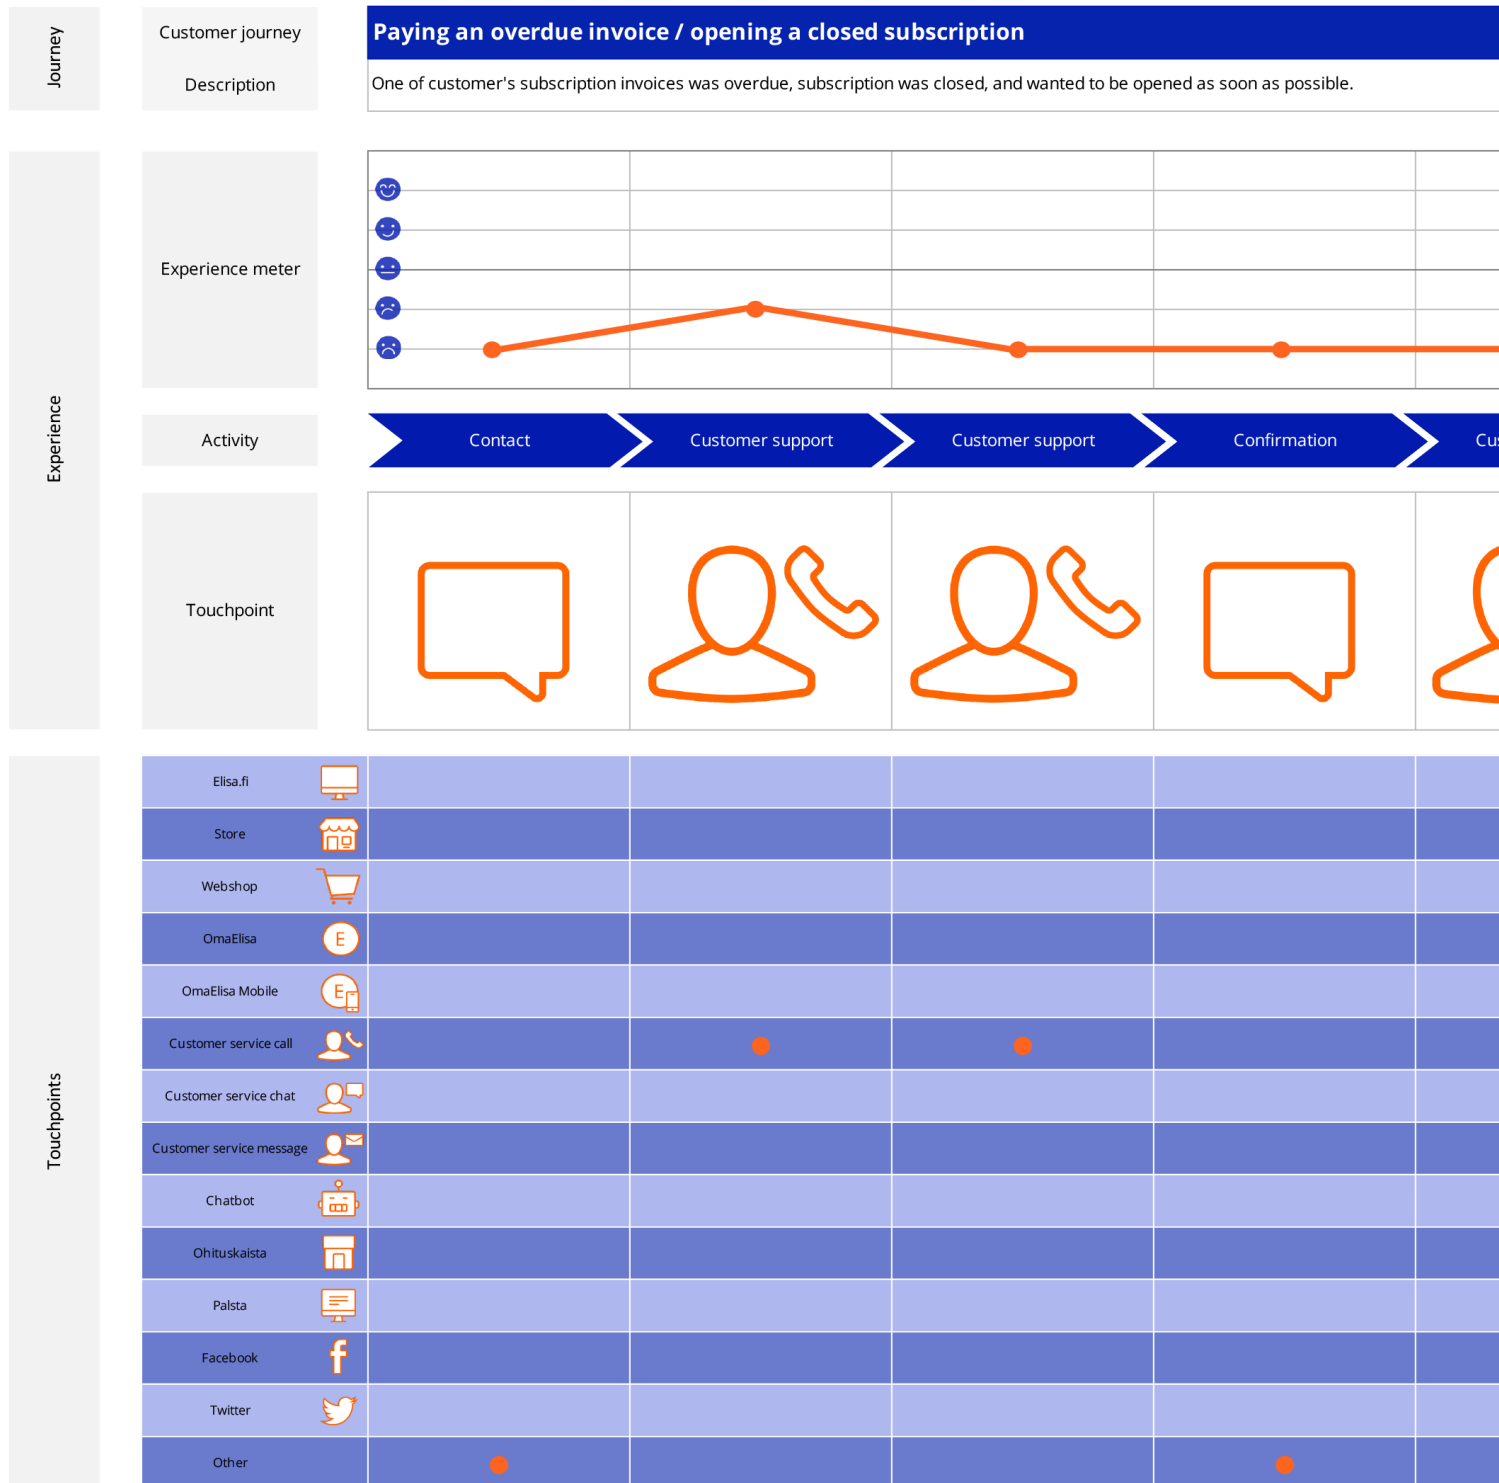 Journey
Customer journey
Paying an overdue invoice / opening a closed subscription
Description
One of customer's subscription invoices was overdue, subscription was closed, and wanted to be opened as soon as possible.
Experience
Experience meter
Activity
Contact
Customer support
Customer support
Confirmation
Cus
Touchpoint
Touchpoints
Elisa.fi
Store
Webshop
OmaElisa
E
OmaElisa Mobile
E
Customer service call
Customer service chat
Customer service message
Chatbot
Ohituskaista
Palsta
Facebook
f
Twitter
Other